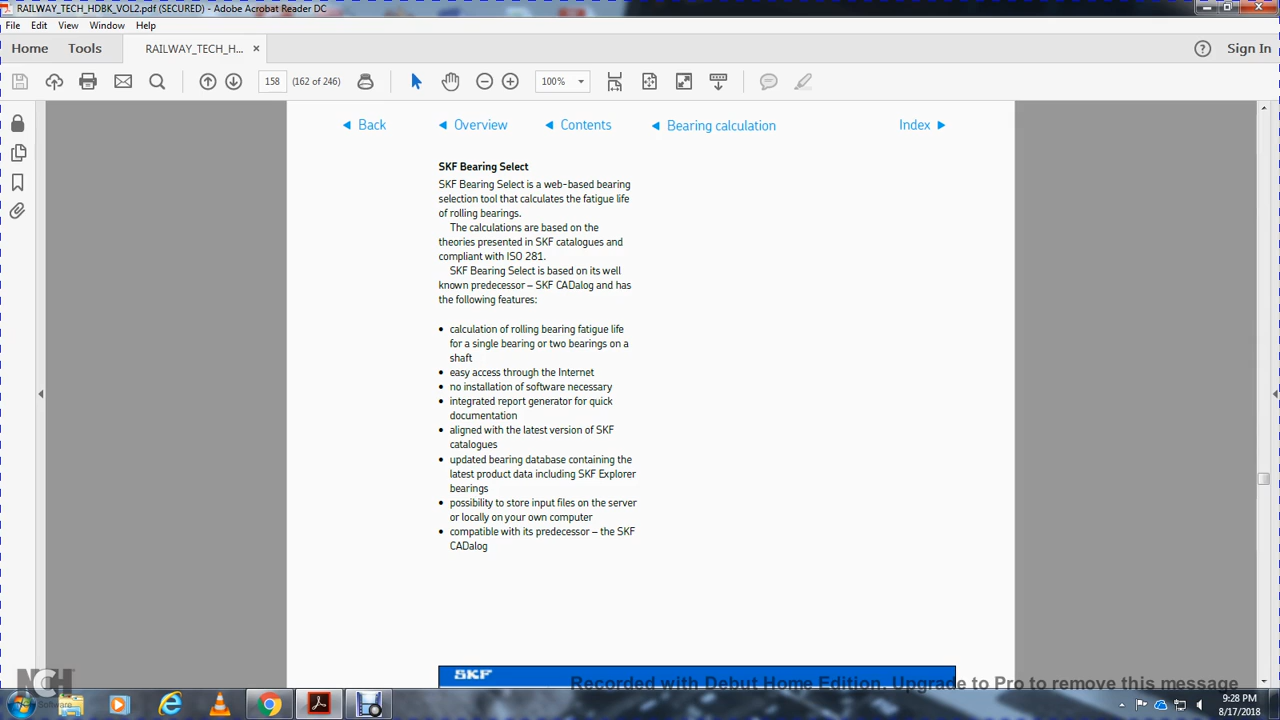 RAILWAY_TECH_HDBK_VOL2.pdf (SECURED) - Adobe Acrobat Reader DC
File Edit View Window Help
Home Tools RAILWAY_TECH_H... × Sign In
158 (162 of 246) 100%
Back Overview Contents Bearing calculation Index
SKF Bearing Select
SKF Bearing Select is a web-based bearing
selection tool that calculates the fatigue life
of rolling bearings.
The calculations are based on the
theories presented in SKF catalogues and
compliant with ISO 281.
SKF Bearing Select is based on its well
known predecessor – SKF CADalog and has
the following features:
• calculation of rolling bearing fatigue life
for a single bearing or two bearings on a
shaft
• easy access through the Internet
• no installation of software necessary
• integrated report generator for quick
documentation
• aligned with the latest version of SKF
catalogues
• updated bearing database containing the
latest product data including SKF Explorer
bearings
• possibility to store input files on the server
or locally on your own computer
• compatible with its predecessor – the SKF
CADalog
SKF
Recorded with Debut Home Edition. Upgrade to Pro to remove this message
NCH
Software
9:28 PM
8/17/2018